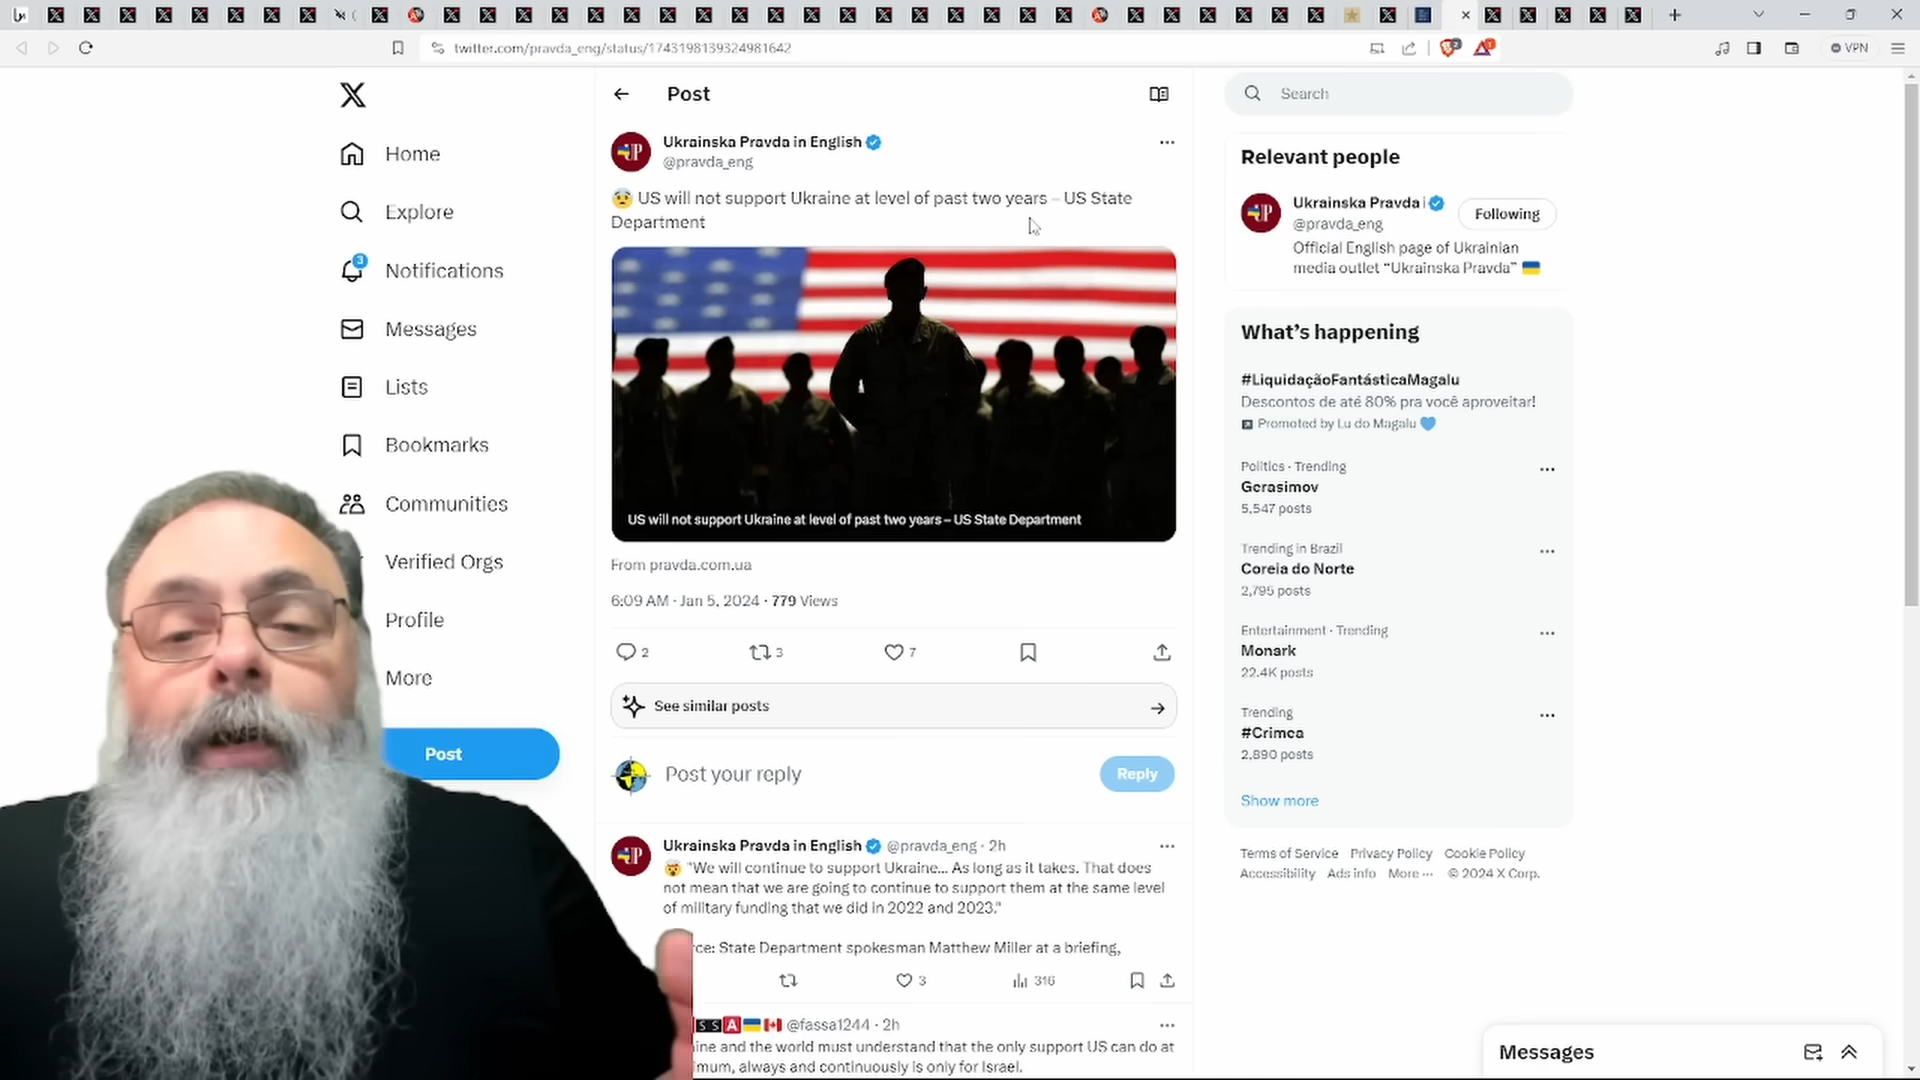 twitter.com/pravda_eng/status/1743198139324981642
VPN
Home
Explore
3
Notifications
Messages
Lists
Bookmarks
Communities
Verified Orgs
Profile
More
Post
Post
Ukrainska Pravda in English
@pravda_eng
US will not support Ukraine at level of past two years – US State
Department
US will not support Ukraine at level of past two years – US State Department
From pravda.com.ua
6:09 AM · Jan 5, 2024 · 779 Views
2
3
7
See similar posts
Post your reply
Reply
Ukrainska Pravda in English @pravda_eng · 2h
"We will continue to support Ukraine... As long as it takes. That does
not mean that we are going to continue to support them at the same level
of military funding that we did in 2022 and 2023."
rce: State Department spokesman Matthew Miller at a briefing,
3
316
SSA @fassa1244 · 2h
ine and the world must understand that the only support US can do at
imum, always and continuously is only for Israel.
Search
Relevant people
Ukrainska Pravda i
@pravda_eng
Following
Official English page of Ukrainian
media outlet “Ukrainska Pravda”
What’s happening
#LiquidaçãoFantásticaMagalu
Descontos de até 80% pra você aproveitar!
Promoted by Lu do Magalu
Politics · Trending
Gerasimov
5,547 posts
Trending in Brazil
Coreia do Norte
2,795 posts
Entertainment · Trending
Monark
22.4K posts
Trending
#Crimea
2,890 posts
Show more
Terms of Service Privacy Policy Cookie Policy
Accessibility Ads info More ··· © 2024 X Corp.
Messages